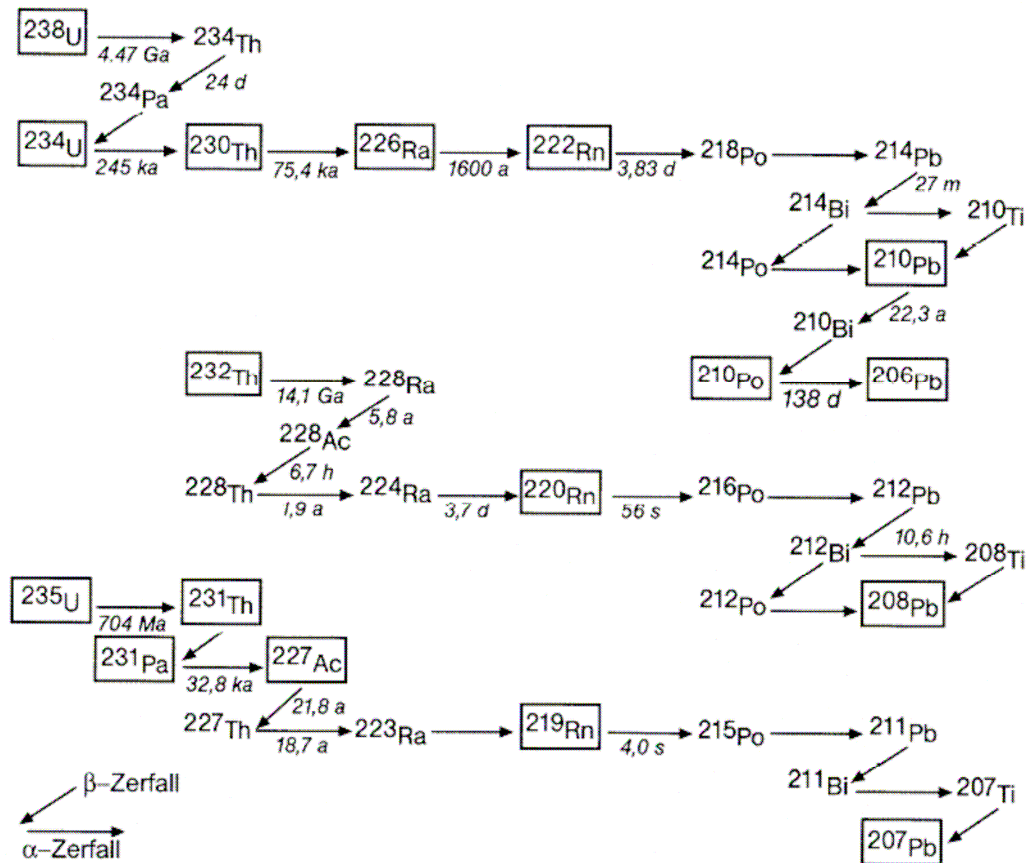 238U 234Th
4.47 Ga
24 d
234Pa
234U 230Th 226Ra 222Rn 218Po 214Pb
245 ka 75,4 ka 1600 a 3,83 d
27 m
214Bi 210Ti
214Po 210Pb
22,3 a
210Bi
210Po 206Pb
138 d
232Th 228Ra
14,1 Ga
5,8 a
228Ac
6,7 h
228Th 224Ra 220Rn 216Po 212Pb
1,9 a 3,7 d 56 s
10,6 h
212Bi 208Ti
212Po 208Pb
235U 231Th
704 Ma
231Pa 227Ac
32,8 ka
21,8 a
227Th 223Ra 219Rn 215Po 211Pb
18,7 a 4,0 s
211Bi 207Ti
207Pb
β–Zerfall
α–Zerfall